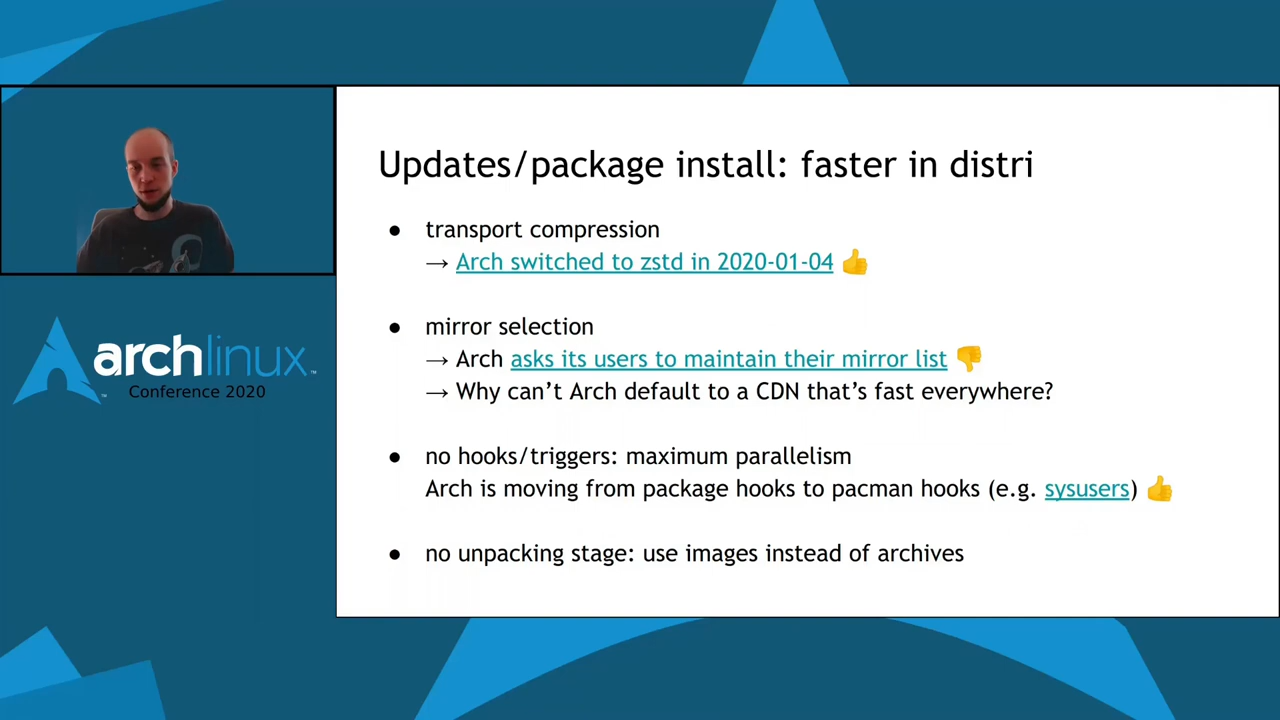 Updates/package install: faster in distri
● transport compression
→ Arch switched to zstd in 2020-01-04 👍
● mirror selection
→ Arch asks its users to maintain their mirror list 👎
→ Why can’t Arch default to a CDN that’s fast everywhere?
● no hooks/triggers: maximum parallelism
Arch is moving from package hooks to pacman hooks (e.g. sysusers) 👍
● no unpacking stage: use images instead of archives
archlinux™
Conference 2020